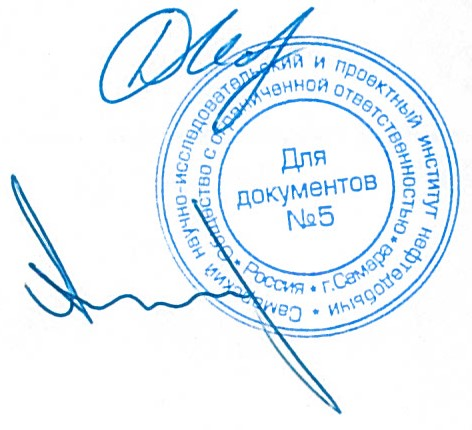 Самарский научно-исследовательский и проектный институт нефтедобычи *
Общество с ограниченной ответственностью *
Россия * г.Самара *
Для
документов
№5